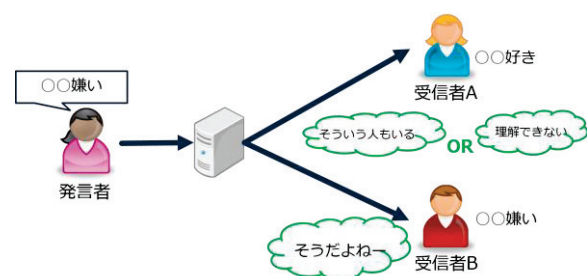 ○○嫌い
発言者
○○好き
受信者A
そういう人もいる
OR
理解できない
○○嫌い
受信者B
そうだよねー